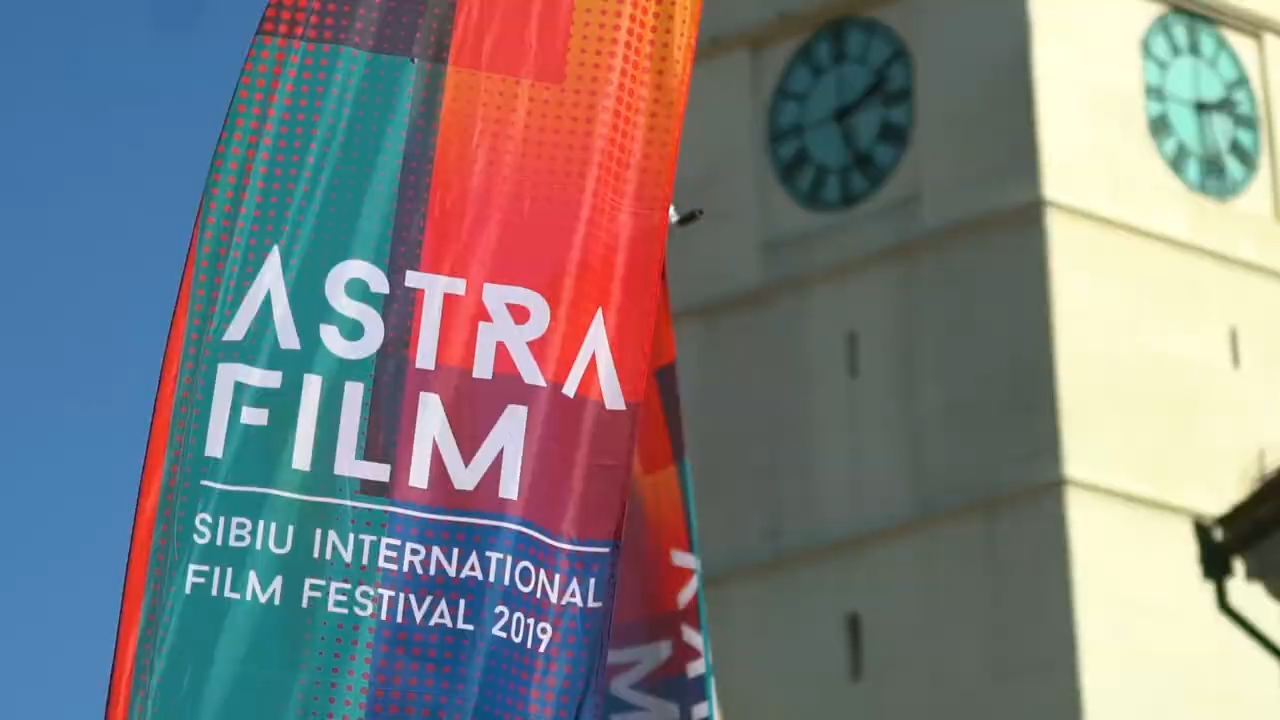 ASTRA
FILM
SIBIU INTERNATIONAL
FILM FESTIVAL 2019